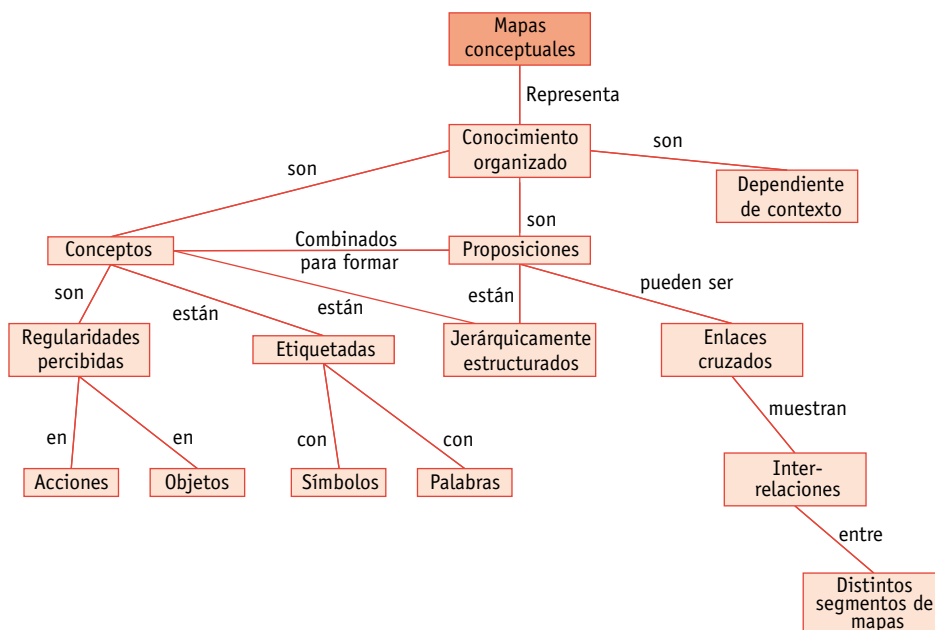 Mapas
conceptuales
Representa
Conocimiento
organizado
son
son
Dependiente
de contexto
son
Conceptos
Combinados
para formar
Proposiciones
son
están
están
están
pueden ser
Regularidades
percibidas
Etiquetadas
Jerárquicamente
estructurados
Enlaces
cruzados
en
en
con
con
muestran
Acciones
Objetos
Símbolos
Palabras
Inter-
relaciones
entre
Distintos
segmentos de
mapas